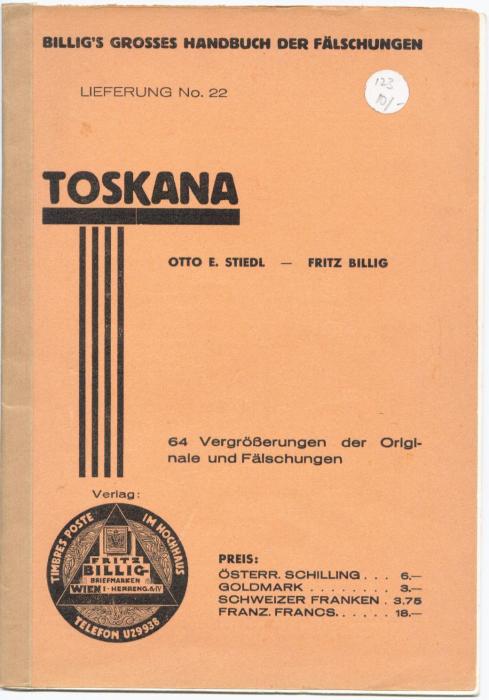 BILLIG'S GROSSES HANDBUCH DER FÄLSCHUNGEN
LIEFERUNG No. 22
123
10/-
TOSKANA
OTTO E. STIEDL — FRITZ BILLIG
64 Vergrößerungen der Origi-
nale und Fälschungen
Verlag:
TIMBRES POSTE IM HOCHHAUS
FRITZ
BILLIG
BRIEFMARKEN
WIEN I· HERRENG. 6/IV
TELEFON U29938
PREIS:
ÖSTERR. SCHILLING . . . 6.—
GOLDMARK . . . . . . . . 3.—
SCHWEIZER FRANKEN . 3.75
FRANZ. FRANCS. . . . . . 18.—